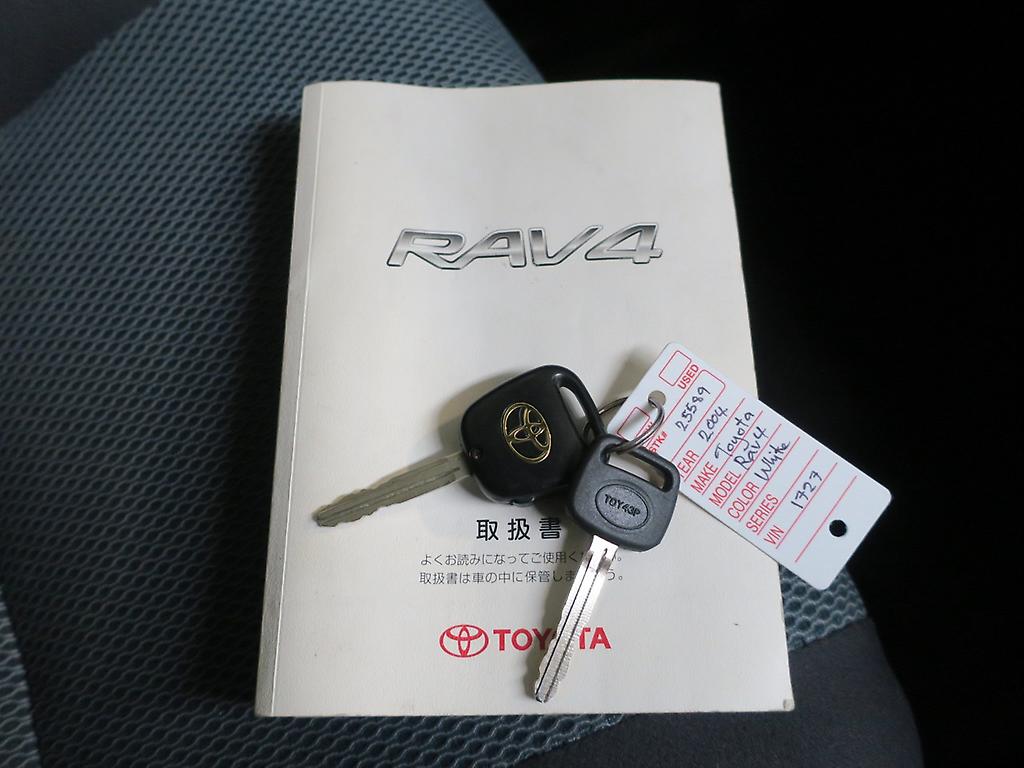 RAV4
取扱書
よくお読みになってご使用く
取扱書は車の中に保管しま う。
TOYOTA
TOY43P
USED
STK# 25589
YEAR 2004
MAKE Toyota
MODEL Rav4
COLOR White
SERIES
VIN 1727